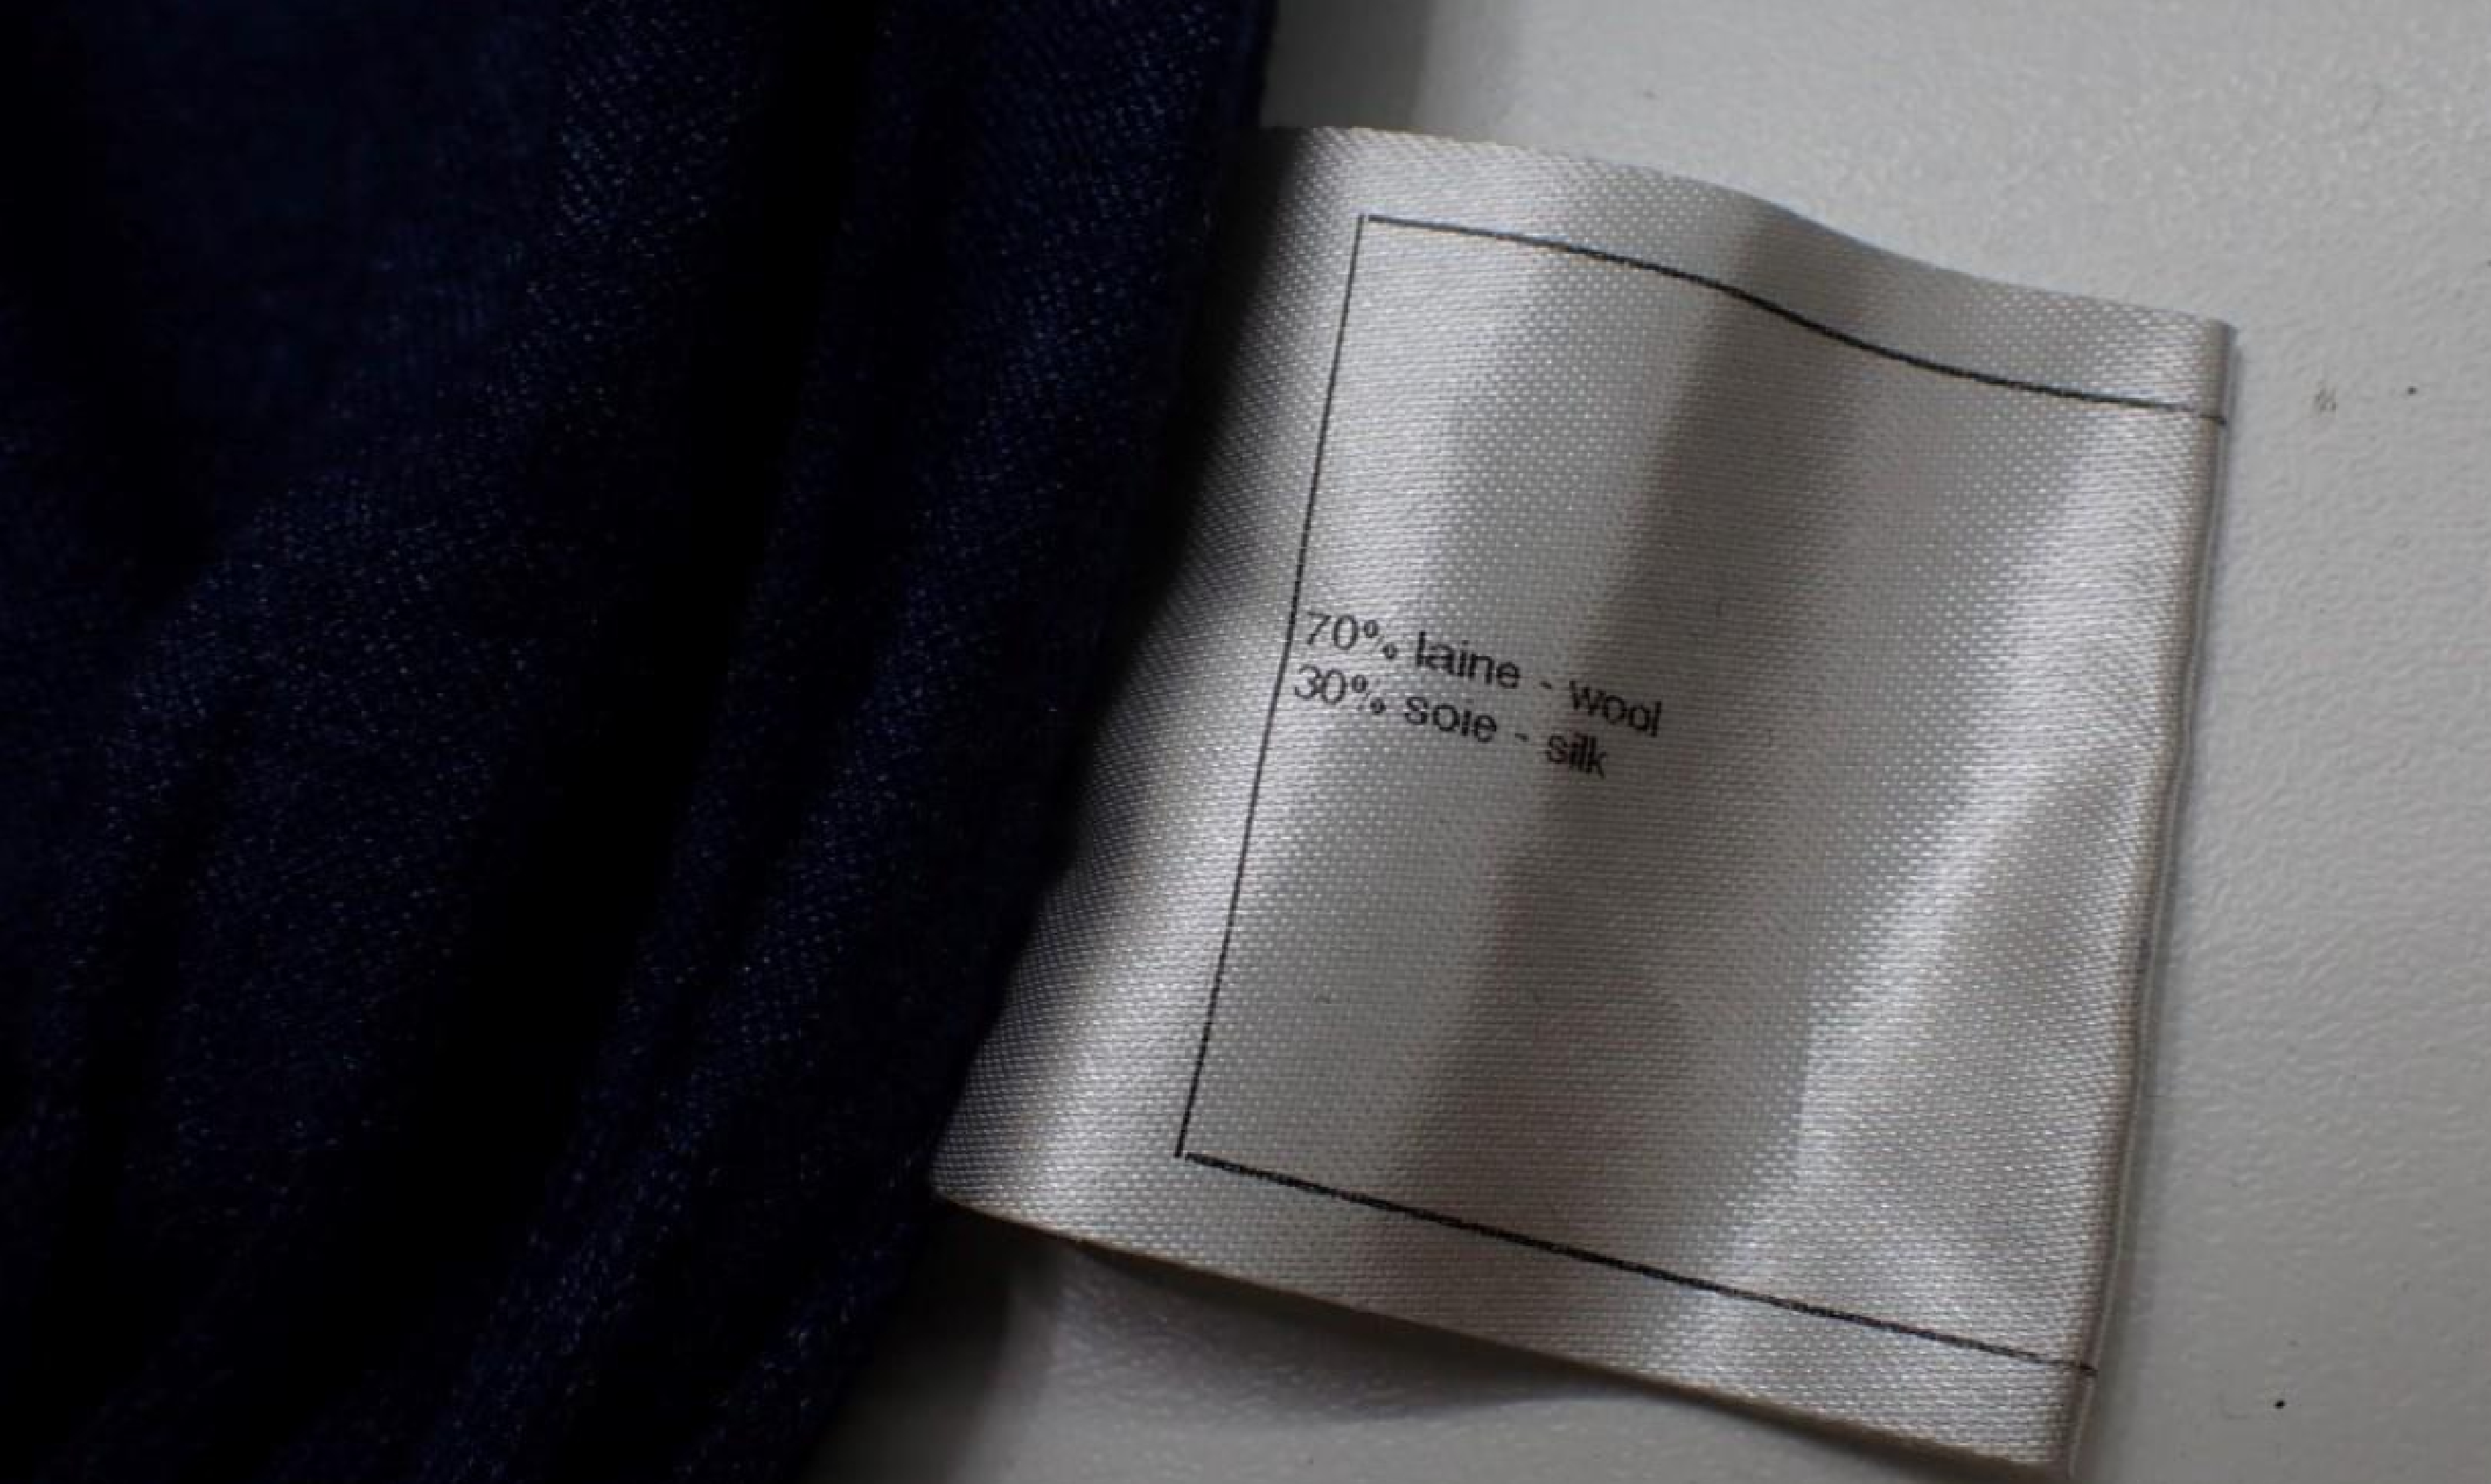 70% laine - wool
30% soie - silk